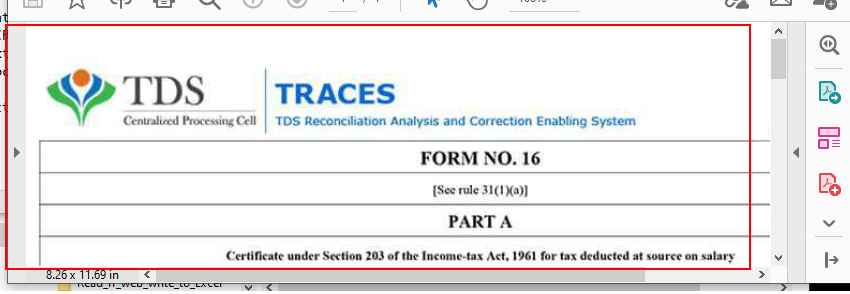 TDS
Centralized Processing Cell
TRACES
TDS Reconciliation Analysis and Correction Enabling System
FORM NO. 16
[See rule 31(1)(a)]
PART A
Certificate under Section 203 of the Income-tax Act, 1961 for tax deducted at source on salary
8.26 x 11.69 in